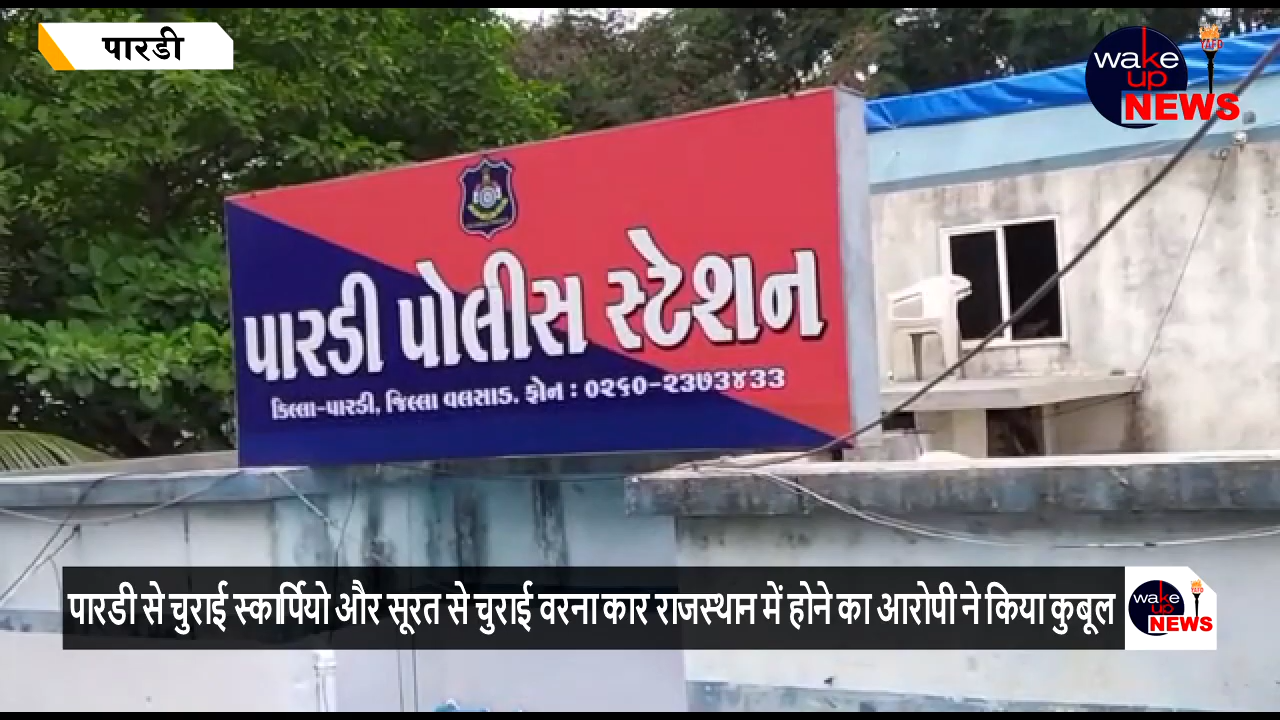 पारडी
wake up NEWS
YAFD
પારડી પોલીસ સ્ટેશન
કિલ્લા-પારડી, જિલ્લા વલસાડ. ફોન : ૦૨૬૦-૨૩૭૩૪૩૩
पारडी से चुराई स्कार्पियो और सूरत से चुराई वरना कार राजस्थान में होने का आरोपी ने किया कुबूल
wake up NEWS